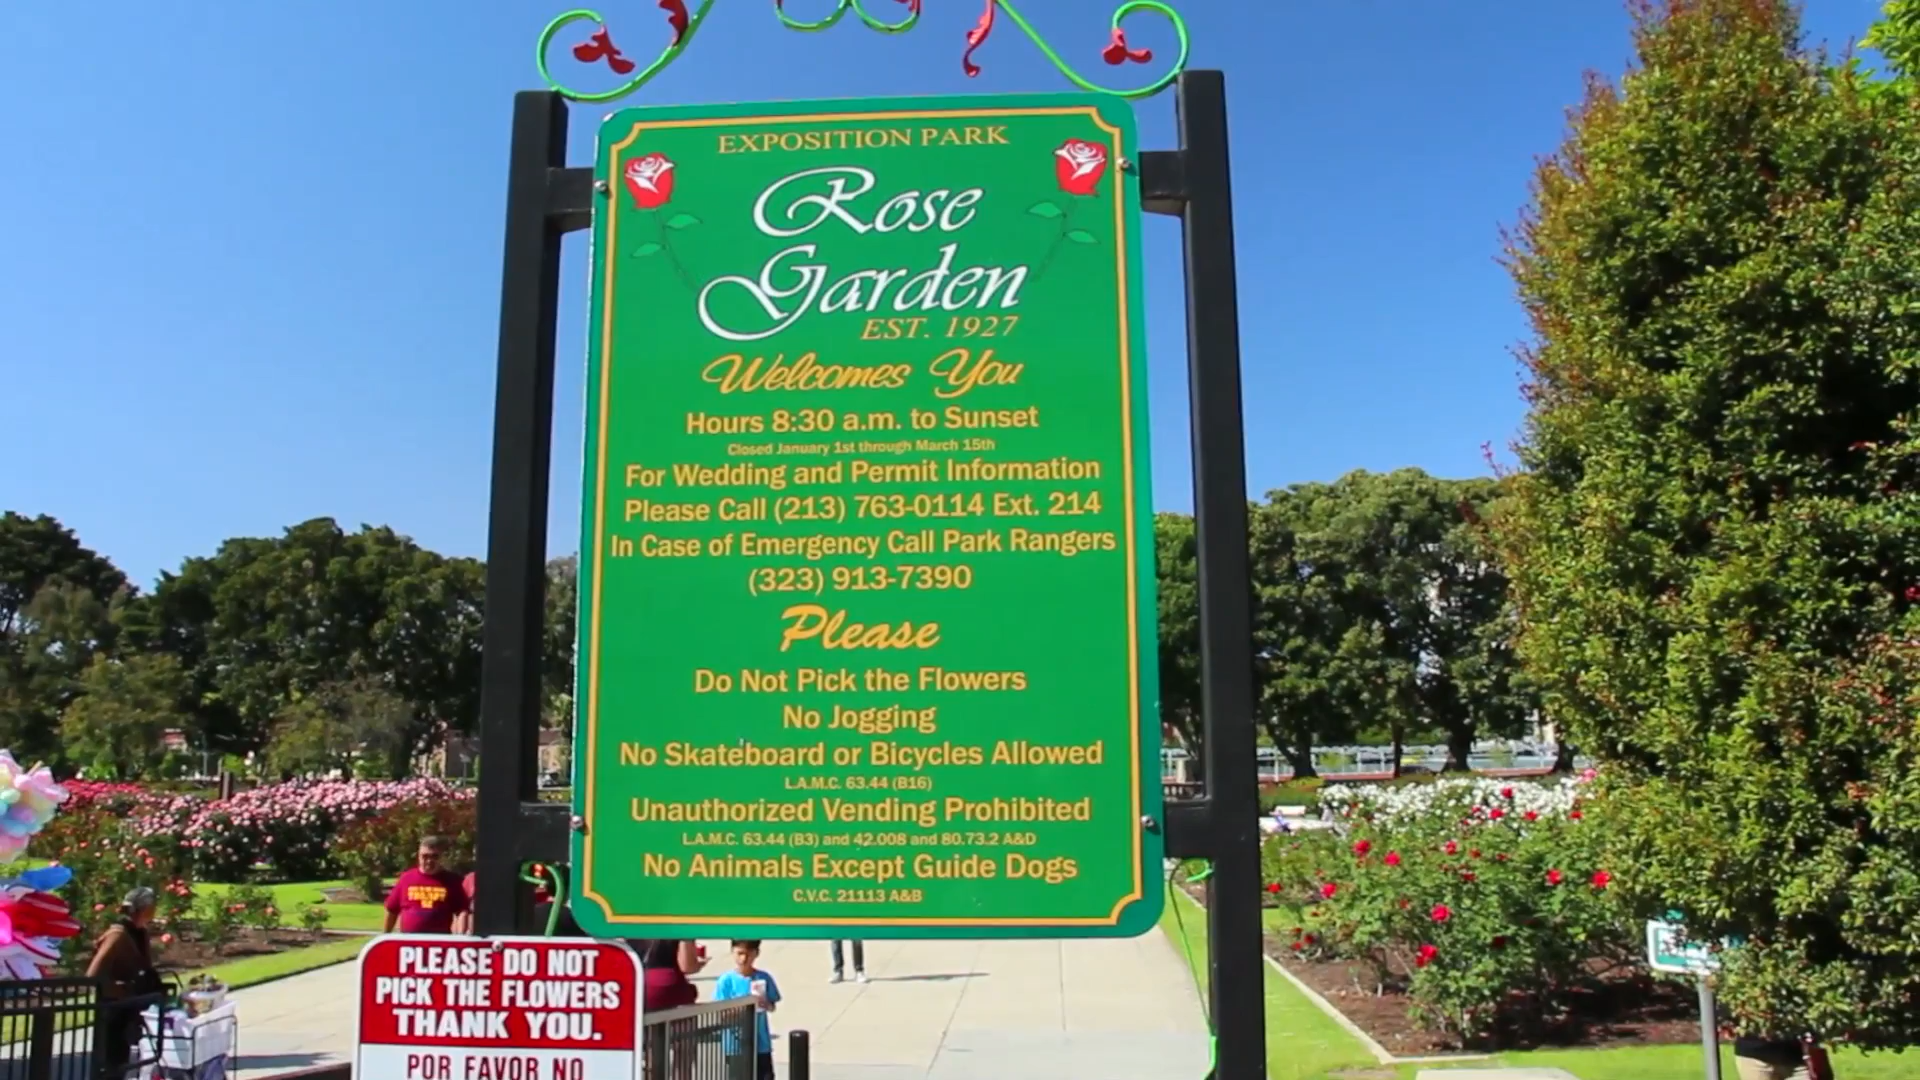 EXPOSITION PARK
Rose
Garden
EST. 1927
Welcomes You
Hours 8:30 a.m. to Sunset
Closed January 1st through March 15th
For Wedding and Permit Information
Please Call (213) 763-0114 Ext. 214
In Case of Emergency Call Park Rangers
(323) 913-7390
Please
Do Not Pick the Flowers
No Jogging
No Skateboard or Bicycles Allowed
L.A.M.C. 63.44 (B16)
Unauthorized Vending Prohibited
L.A.M.C. 63.44 (B3) and 42.008 and 80.73.2 A&D
No Animals Except Guide Dogs
C.V.C. 21113 A&B
PLEASE DO NOT
PICK THE FLOWERS
THANK YOU.
POR FAVOR NO